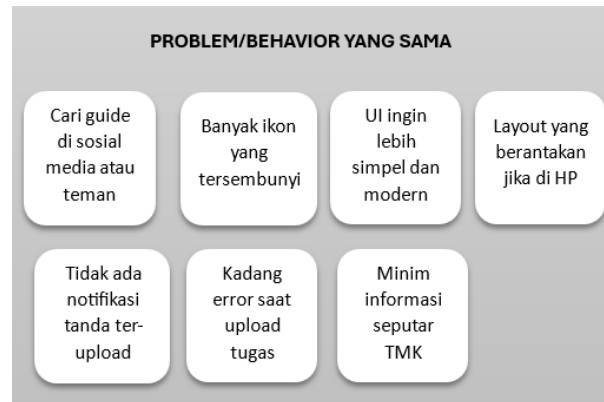 PROBLEM/BEHAVIOR YANG SAMA
Cari guide
di sosial
media atau
teman
Banyak ikon
yang
tersembunyi
UI ingin
lebih
simpel dan
modern
Layout yang
berantakan
jika di HP
Tidak ada
notifikasi
tanda ter-
upload
Kadang
error saat
upload
tugas
Minim
informasi
seputar
TMK